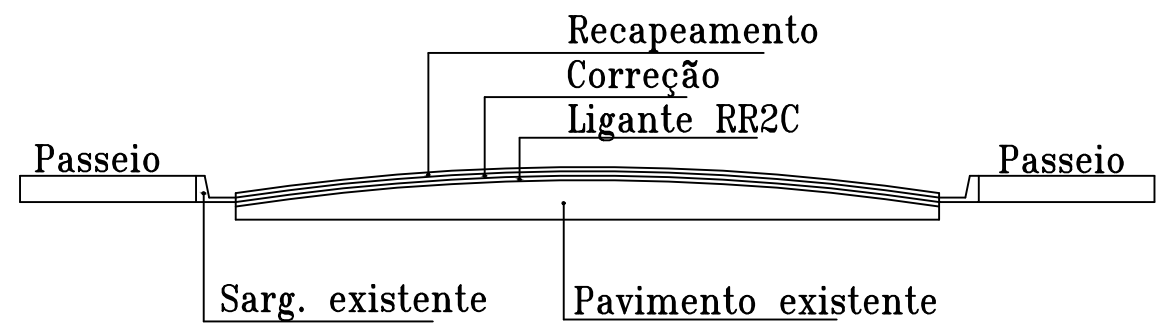 Recapeamento
Correção
Ligante RR2C
Passeio
Passeio
Sarg. existente
Pavimento existente